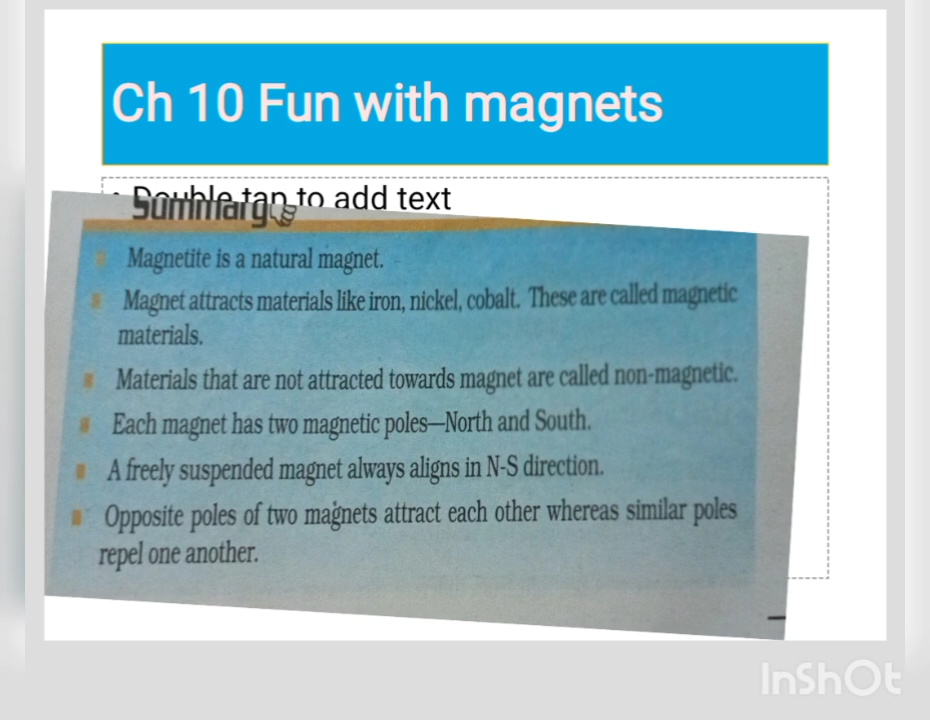 Ch 10 Fun with magnets
• Double tap to add text
Summary
Magnetite is a natural magnet.
Magnet attracts materials like iron, nickel, cobalt. These are called magnetic
materials.
Materials that are not attracted towards magnet are called non-magnetic.
Each magnet has two magnetic poles—North and South.
A freely suspended magnet always aligns in N-S direction.
Opposite poles of two magnets attract each other whereas similar poles
repel one another.
InShOt